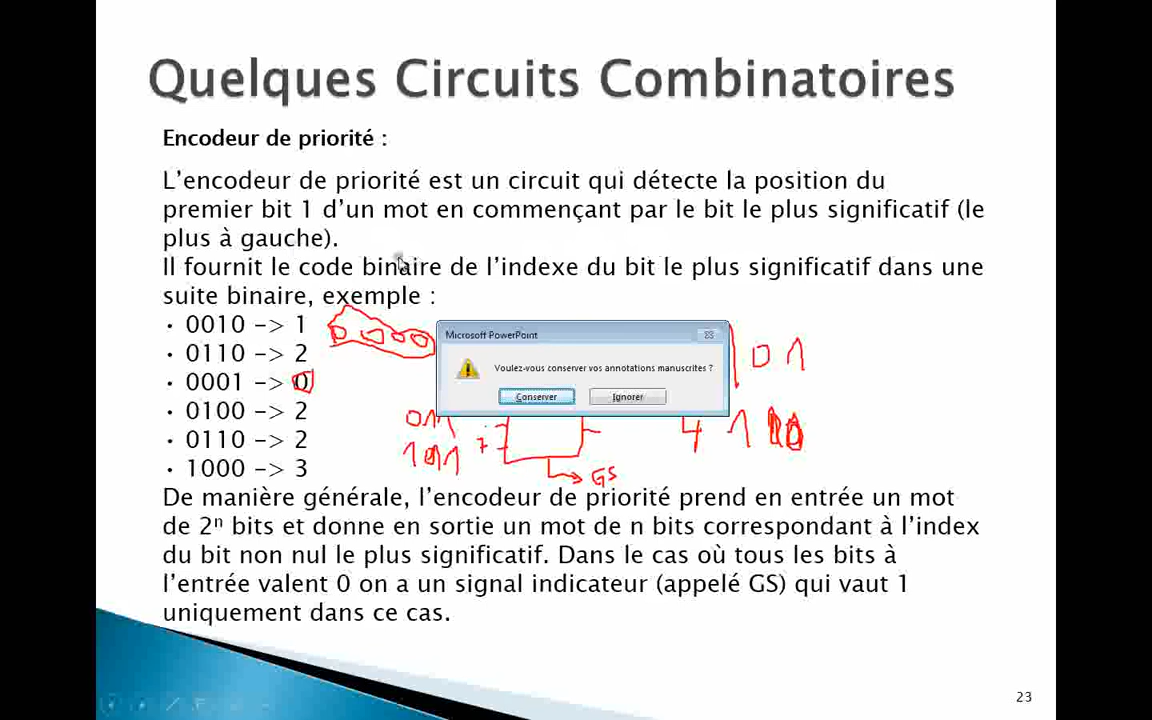 Quelques Circuits Combinatoires
Encodeur de priorité :
L’encodeur de priorité est un circuit qui détecte la position du
premier bit 1 d’un mot en commençant par le bit le plus significatif (le
plus à gauche).
Il fournit le code binaire de l’indexe du bit le plus significatif dans une
suite binaire, exemple :
• 0010 -> 1
0000
• 0110 -> 2
01
• 0001 -> 0
• 0100 -> 2
011
4 1
• 0110 -> 2
7
• 1000 -> 3
GS
Microsoft PowerPoint
Voulez-vous conserver vos annotations manuscrites ?
Conserver
Ignorer
De manière générale, l’encodeur de priorité prend en entrée un mot
de 2ⁿ bits et donne en sortie un mot de n bits correspondant à l’index
du bit non nul le plus significatif. Dans le cas où tous les bits à
l’entrée valent 0 on a un signal indicateur (appelé GS) qui vaut 1
uniquement dans ce cas.
23